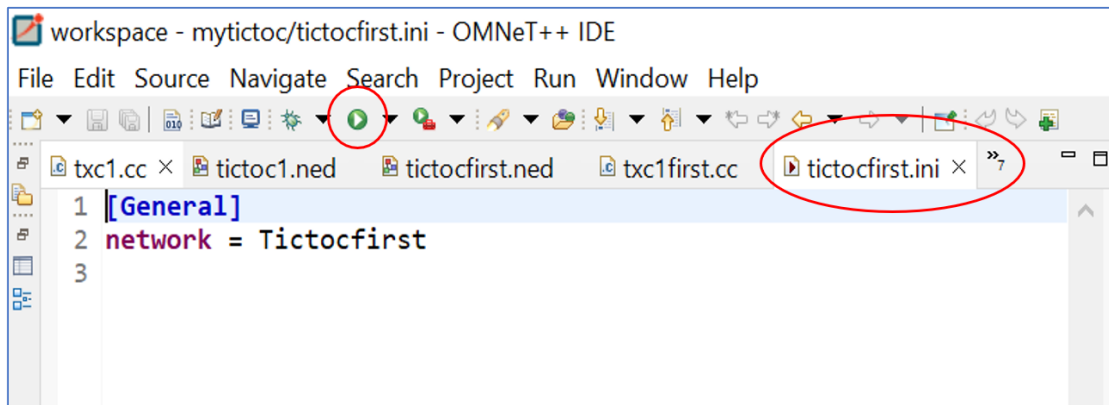 workspace - mytictoc/tictocfirst.ini - OMNeT++ IDE
File Edit Source Navigate Search Project Run Window Help
010
txc1.cc tictoc1.ned tictocfirst.ned txc1first.cc tictocfirst.ini »7
1 [General]
2 network = Tictocfirst
3